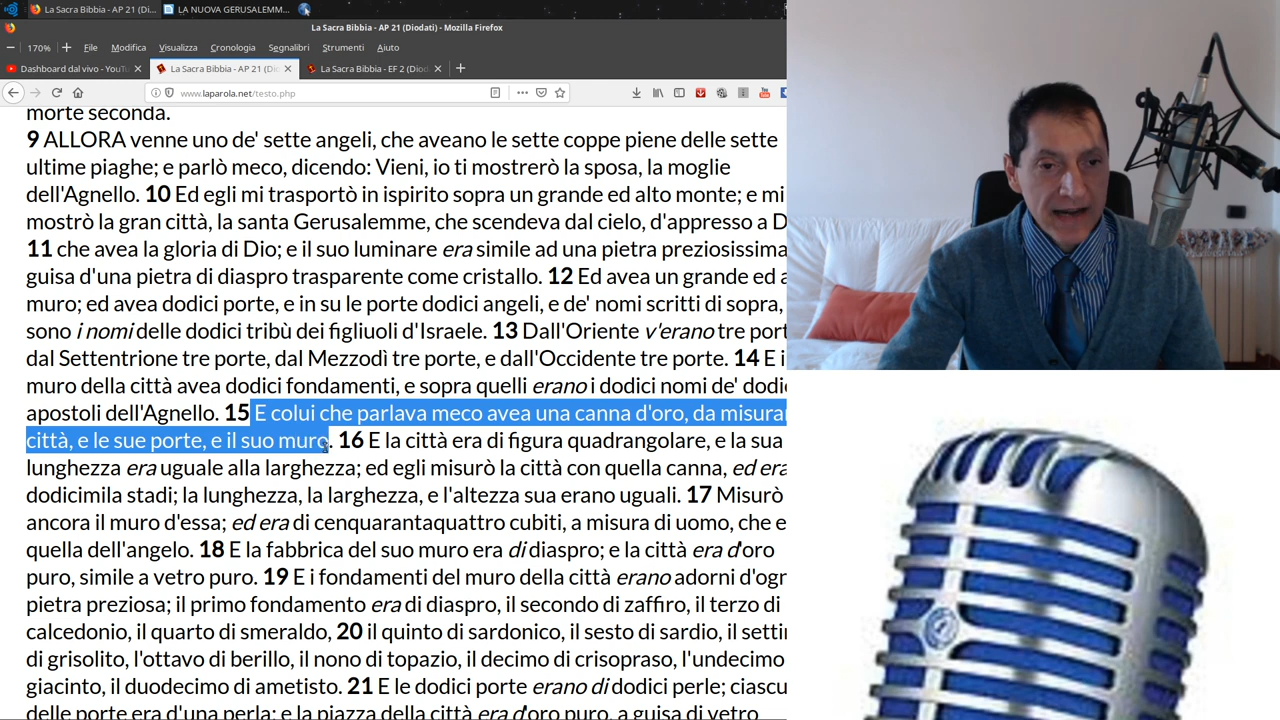 La Sacra Bibbia - AP 21 (Di...
LA NUOVA GERUSALEMM...
La Sacra Bibbia - AP 21 (Diodati) - Mozilla Firefox
170% File Modifica Visualizza Cronologia Segnalibri Strumenti Aiuto
Dashboard dal vivo - YouTu
La Sacra Bibbia - AP 21 (Dio
La Sacra Bibbia - EF 2 (Diod
www.laparola.net/testo.php
morte seconda.
9 ALLORA venne uno de' sette angeli, che aveano le sette coppe piene delle sette
ultime piaghe; e parlò meco, dicendo: Vieni, io ti mostrerò la sposa, la moglie
dell'Agnello. 10 Ed egli mi trasportò in ispirito sopra un grande ed alto monte; e mi
mostrò la gran città, la santa Gerusalemme, che scendeva dal cielo, d'appresso a D
11 che avea la gloria di Dio; e il suo luminare era simile ad una pietra preziosissima
guisa d'una pietra di diaspro trasparente come cristallo. 12 Ed avea un grande ed a
muro; ed avea dodici porte, e in su le porte dodici angeli, e de' nomi scritti di sopra,
sono i nomi delle dodici tribù dei figliuoli d'Israele. 13 Dall'Oriente v'erano tre port
dal Settentrione tre porte, dal Mezzodì tre porte, e dall'Occidente tre porte. 14 E i
muro della città avea dodici fondamenti, e sopra quelli erano i dodici nomi de' dodic
apostoli dell'Agnello. 15 E colui che parlava meco avea una canna d'oro, da misurar
città, e le sue porte, e il suo muro. 16 E la città era di figura quadrangolare, e la sua
lunghezza era uguale alla larghezza; ed egli misurò la città con quella canna, ed era
dodicimila stadi; la lunghezza, la larghezza, e l'altezza sua erano uguali. 17 Misurò
ancora il muro d'essa; ed era di cenquarantaquattro cubiti, a misura di uomo, che e
quella dell'angelo. 18 E la fabbrica del suo muro era di diaspro; e la città era d'oro
puro, simile a vetro puro. 19 E i fondamenti del muro della città erano adorni d'ogn
pietra preziosa; il primo fondamento era di diaspro, il secondo di zaffiro, il terzo di
calcedonio, il quarto di smeraldo, 20 il quinto di sardonico, il sesto di sardio, il settin
di grisolito, l'ottavo di berillo, il nono di topazio, il decimo di crisopraso, l'undecimo
giacinto, il duodecimo di ametisto. 21 E le dodici porte erano di dodici perle; ciascu
delle porte era d'una perla; e la piazza della città era d'oro puro, a guisa di vetro